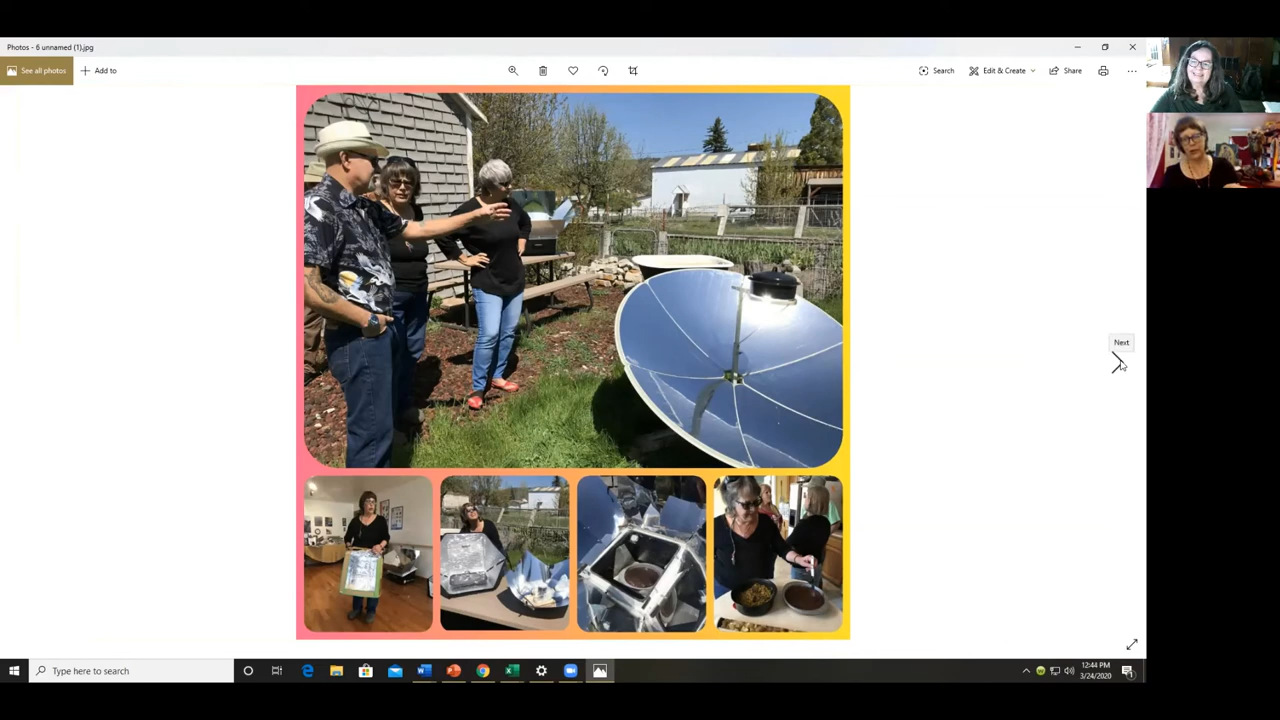 Photos - 6 unnamed (1).jpg
See all photos
Add to
Search
Edit & Create
Share
Next
Type here to search
12:44 PM
3/24/2020